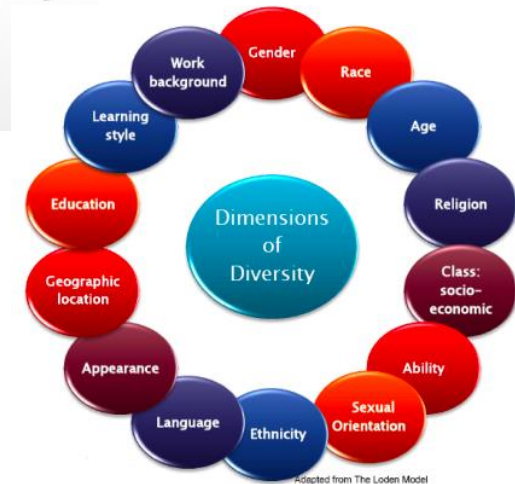 Dimensions
of
Diversity
Gender
Race
Age
Religion
Class:
socio-
economic
Ability
Sexual
Orientation
Ethnicity
Language
Appearance
Geographic
location
Education
Learning
style
Work
background
Adapted from The Loden Model